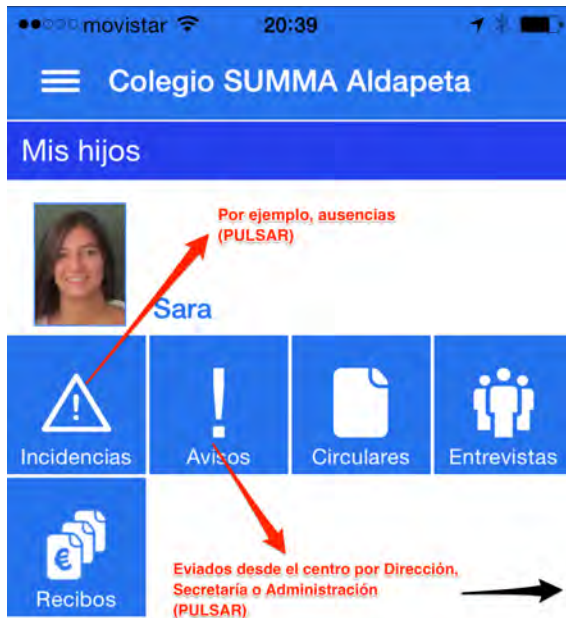 movistar 20:39
Colegio SUMMA Aldapeta
Mis hijos
Por ejemplo, ausencias
(PULSAR)
Sara
Incidencias Avisos Circulares Entrevistas
Recibos
Eviados desde el centro por Dirección,
Secretaría o Administración
(PULSAR)